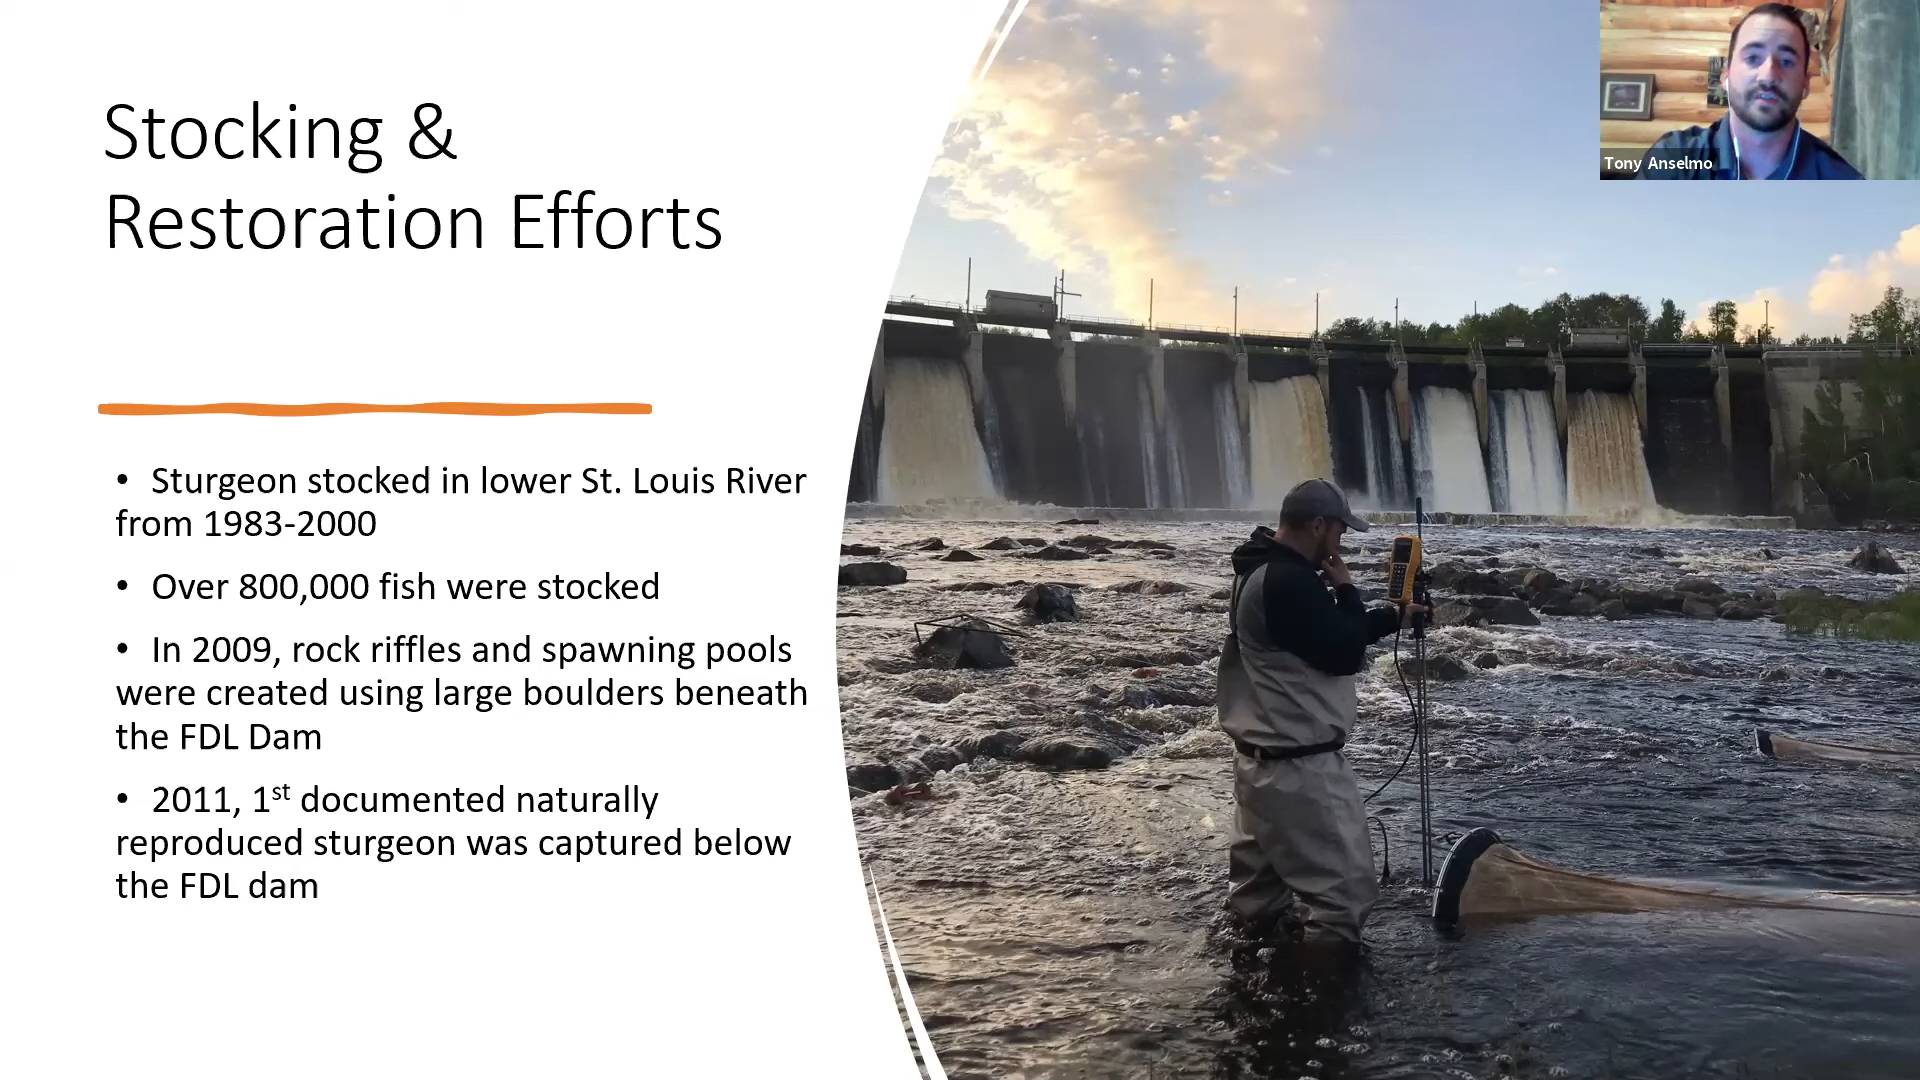 Stocking &
Restoration Efforts
• Sturgeon stocked in lower St. Louis River
from 1983-2000
• Over 800,000 fish were stocked
• In 2009, rock riffles and spawning pools
were created using large boulders beneath
the FDL Dam
• 2011, 1st documented naturally
reproduced sturgeon was captured below
the FDL dam
Tony Anselmo